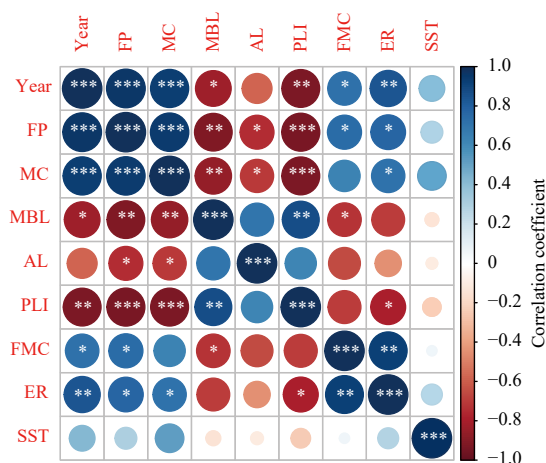 Year FP MC MBL AL PLI FMC ER SST
Year *** *** *** * ** * ** 1.0
FP *** *** *** ** * *** * * 0.8
MC *** *** *** ** * *** * 0.6
MBL * ** ** *** ** * 0.4
AL * * *** 0.2
0
PLI ** *** *** ** *** * −0.2
FMC * * * *** ** −0.4
ER ** * * * ** *** −0.6
SST *** −0.8
−1.0
Correlation coefficient